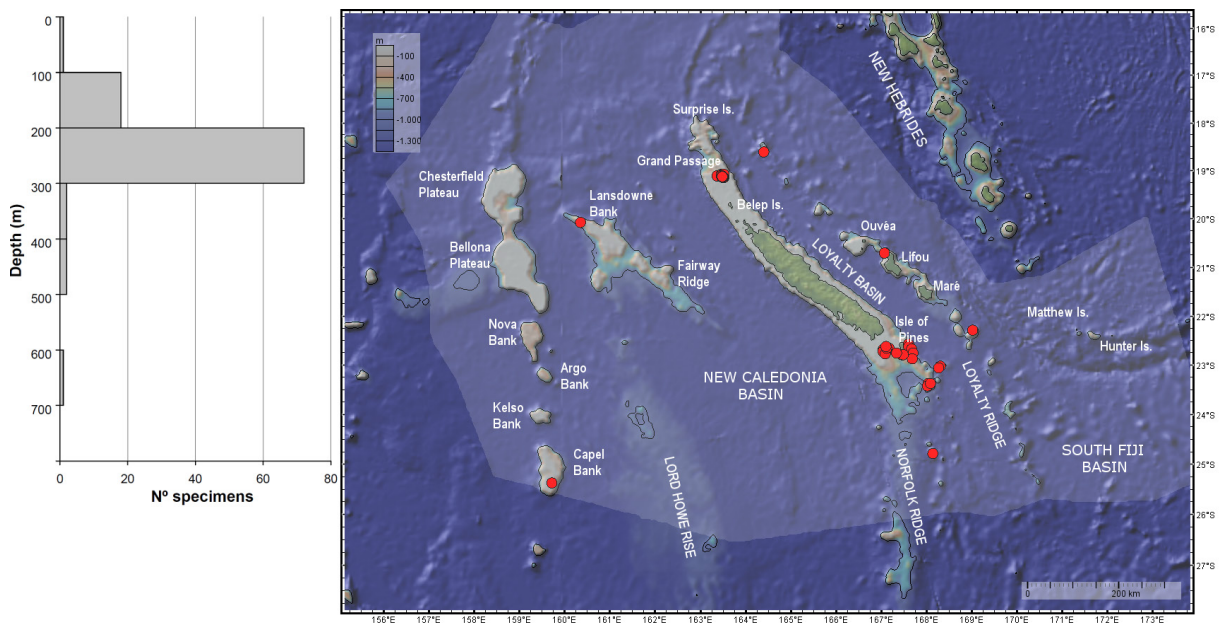 0
100
200
300
400
500
600
700
Depth (m)
0
20
40
60
80
Nº specimens
m
-100
-400
-700
-1.000
-1.300
Surprise Is.
Grand Passage
Chesterfield
Plateau
Lansdowne
Bank
Belep Is.
Bellona
Plateau
Fairway
Ridge
Nova
Bank
Argo
Bank
Kelso
Bank
Capel
Bank
NEW HEBRIDES
Ouvéa
Lifou
Maré
LOYALTY BASIN
Isle of
Pines
Matthew Is.
Hunter Is.
NEW CALEDONIA
BASIN
LOYALTY RIDGE
SOUTH FIJI
BASIN
LORD HOWE RISE
NORFOLK RIDGE
0
200 km
16°S
17°S
18°S
19°S
20°S
21°S
22°S
23°S
24°S
25°S
26°S
27°S
156°E
157°E
158°E
159°E
160°E
161°E
162°E
163°E
164°E
165°E
166°E
167°E
168°E
169°E
170°E
171°E
172°E
173°E